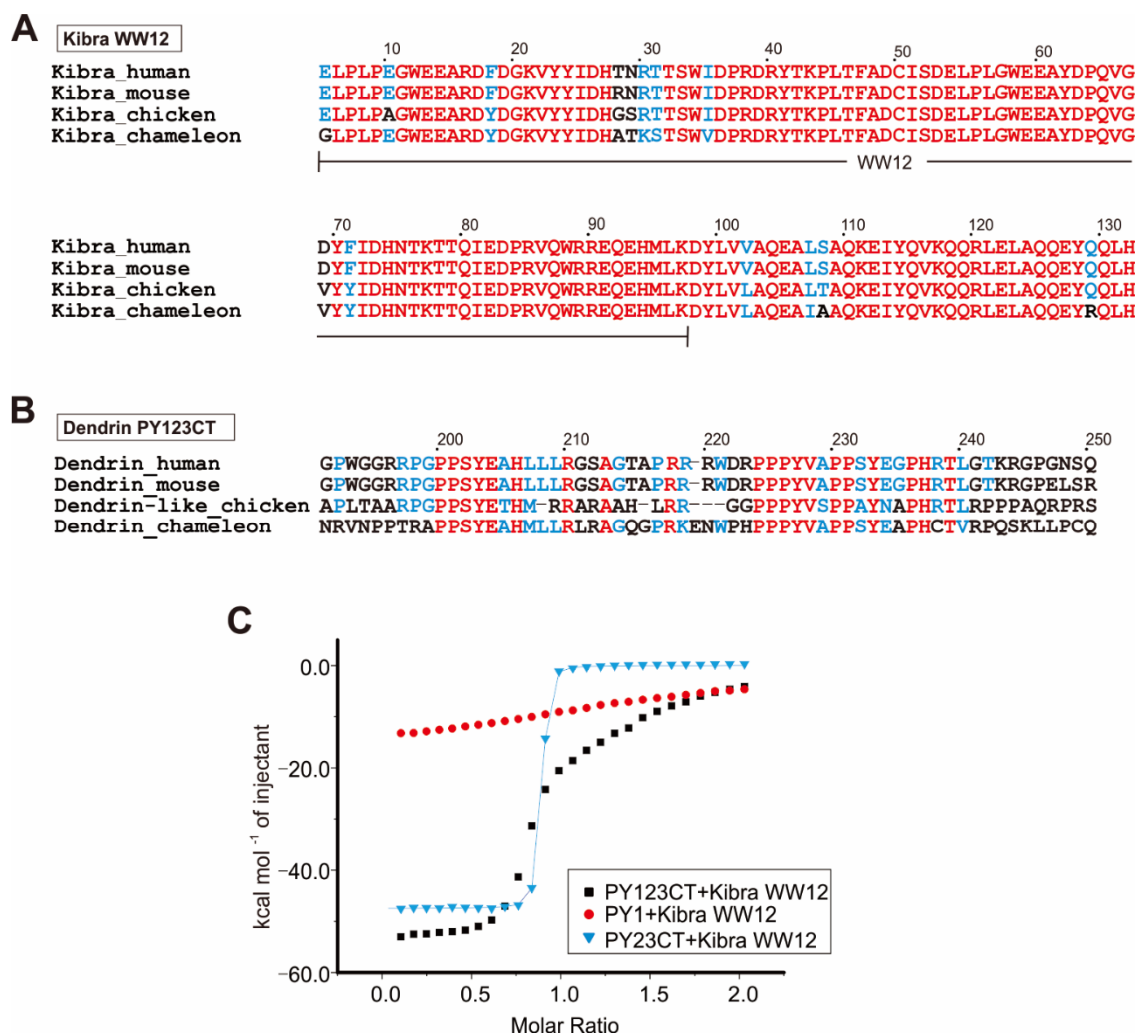 A
Kibra WW12
10 20 30 40 50 60
Kibra_human ELPLPEGWEEARDFDGKVYYIDHTNRTTSWIDPRDRYTKPLTFADCISDELPLGWEEAYDPQVG
Kibra_mouse ELPLPEGWEEARDFDGKVYYIDHRNRTTSWIDPRDRYTKPLTFADCISDELPLGWEEAYDPQVG
Kibra_chicken ELPLPAGWEEARDYDGKVYYIDHGSRTTSWIDPRDRYTKPLTFADCISDELPLGWEEAYDPQVG
Kibra_chameleon GLPLPEGWEEARDYDGKVYYIDHATKSTSWVDPRDRYTKPLTFADCISDELPLGWEEAYDPQVG
WW12
70 80 90 100 110 120 130
Kibra_human DYFIDHNTKTTQIEDPRVQWRREQEHMLKDYLVVAQEALSAQKEIYQVKQQRLELAQQEYQQLH
Kibra_mouse DYFIDHNTKTTQIEDPRVQWRREQEHMLKDYLVVAQEALSAQKEIYQVKQQRLELAQQEYQQLH
Kibra_chicken VYYIDHNTKTTQIEDPRVQWRREQEHMLKDYLVLAQEALTAQKEIYQVKQQRLELAQQEYQQLH
Kibra_chameleon VYYIDHNTKTTQIEDPRVQWRREQEHMLKDYLVLAQEAIAAQKEIYQVKQQRLELAQQEYRQLH
B
Dendrin PY123CT
200 210 220 230 240 250
Dendrin_human GPWGGRRPGPPSYEAHLLLRGSAGTAPRR-RWDRPPPYVAPPSYEGPHRTLGTKRGPGNSQ
Dendrin_mouse GPWGGRRPGPPSYEAHLLLRGSAGTAPRR-RWDRPPPYVAPPSYEGPHRTLGTKRGPELSR
Dendrin-like_chicken APLTAARPGPPSYETHM-RRARAAH-LRR---GGPPPYVSPPAYNAPHRTLRPPPAQRPRS
Dendrin_chameleon NRVNPPTRAPPSYEAHMLLRLRAGQGPRKENWPHPPPYVSPPSYEAPHCTVRPQSKLLPCQ
C
0.0
−20.0
−40.0
−60.0
kcal mol⁻¹ of injectant
PY123CT+Kibra WW12
PY1+Kibra WW12
PY23CT+Kibra WW12
0.0 0.5 1.0 1.5 2.0
Molar Ratio